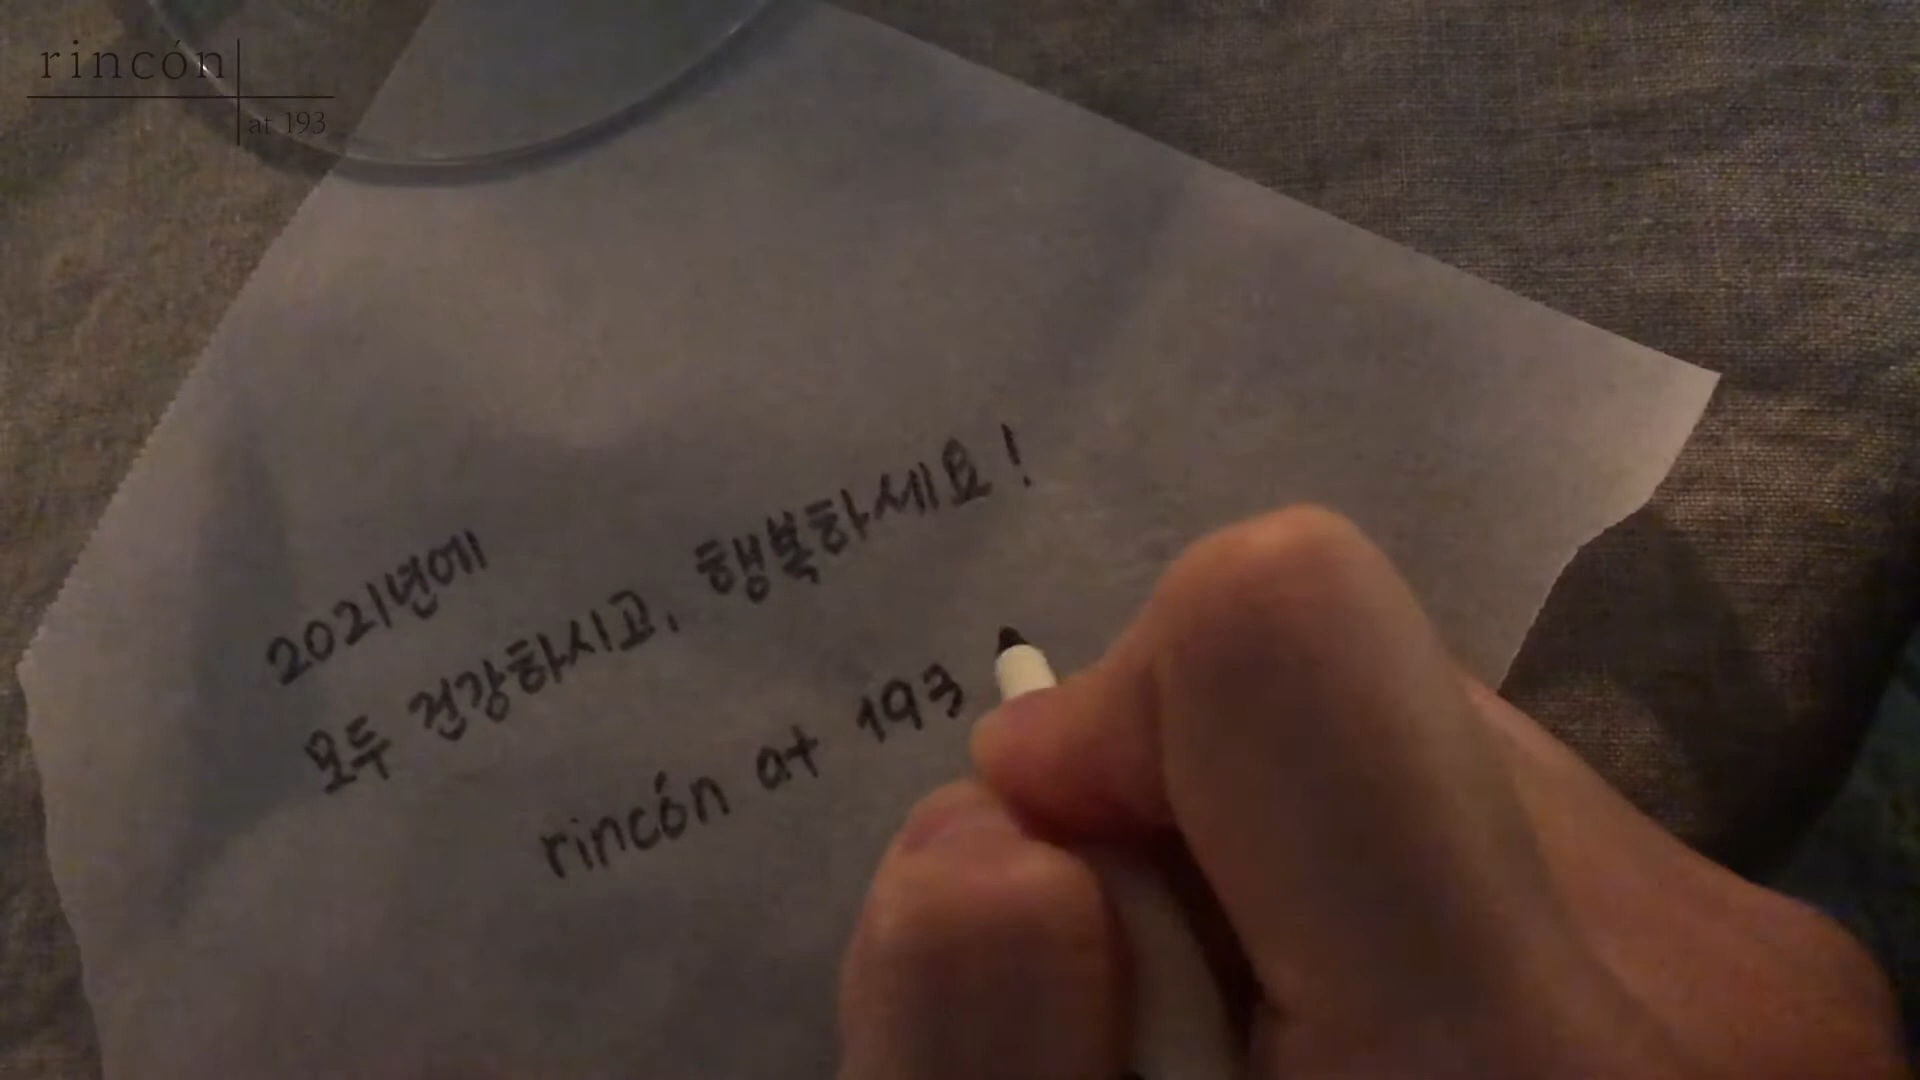 rincón
at 193
2021년에
모두 건강하시고, 행복하세요!
rincón at 193